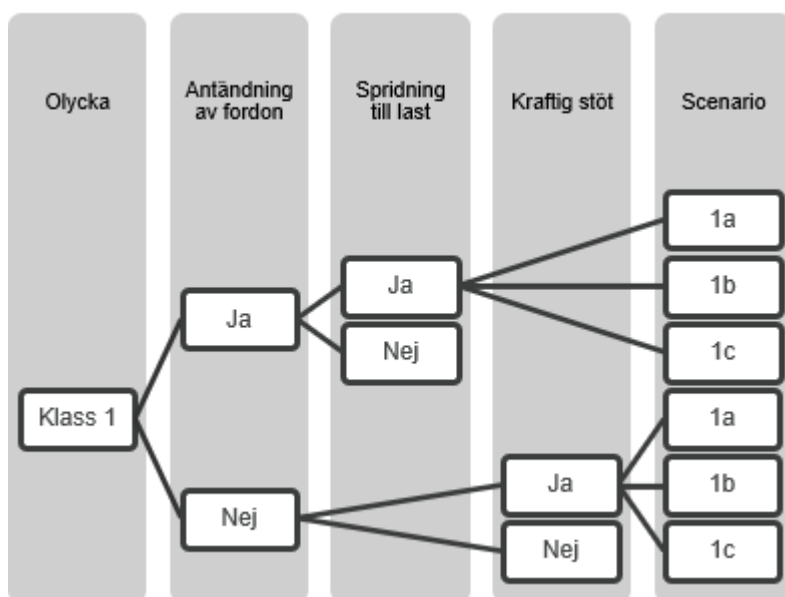 Olycka
Antändning
av fordon
Spridning
till last
Kraftig stöt
Scenario
1a
Ja
1b
Ja
Nej
1c
Klass 1
1a
Ja
1b
Nej
Nej
1c